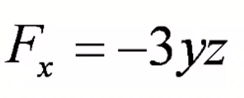 F_x = -3yz